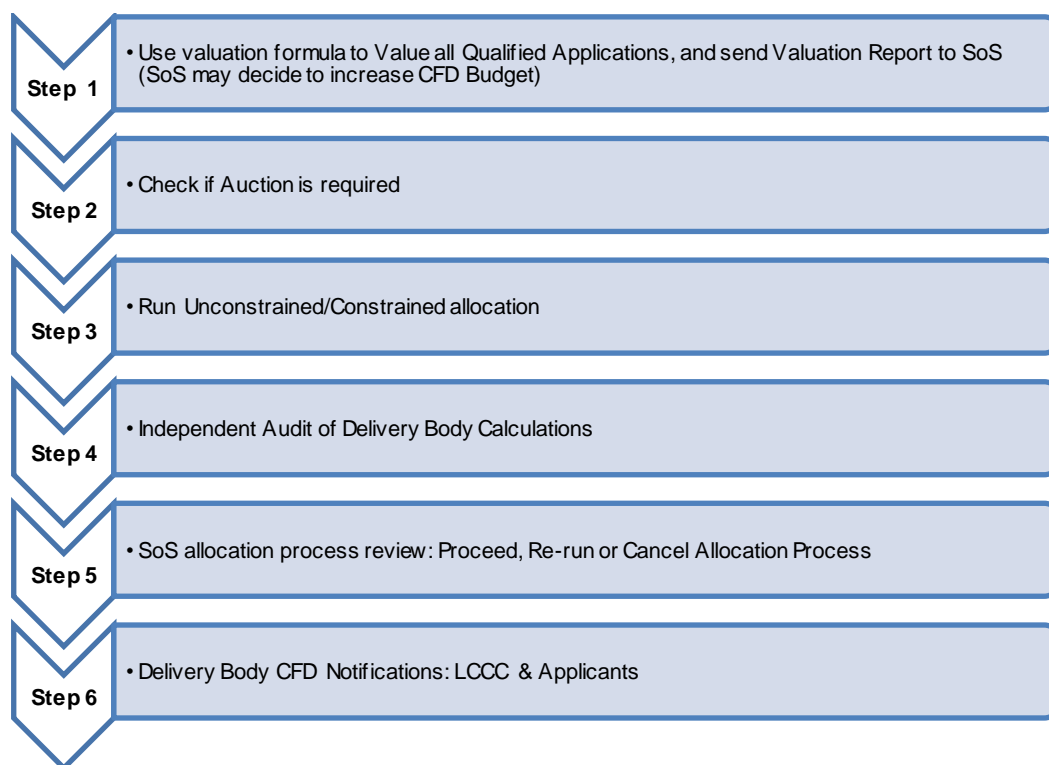 Step 1
• Use valuation formula to Value all Qualified Applications, and send Valuation Report to SoS
(SoS may decide to increase CFD Budget)
Step 2
• Check if Auction is required
Step 3
• Run Unconstrained/Constrained allocation
Step 4
• Independent Audit of Delivery Body Calculations
Step 5
• SoS allocation process review: Proceed, Re-run or Cancel Allocation Process
Step 6
• Delivery Body CFD Notifications: LCCC & Applicants